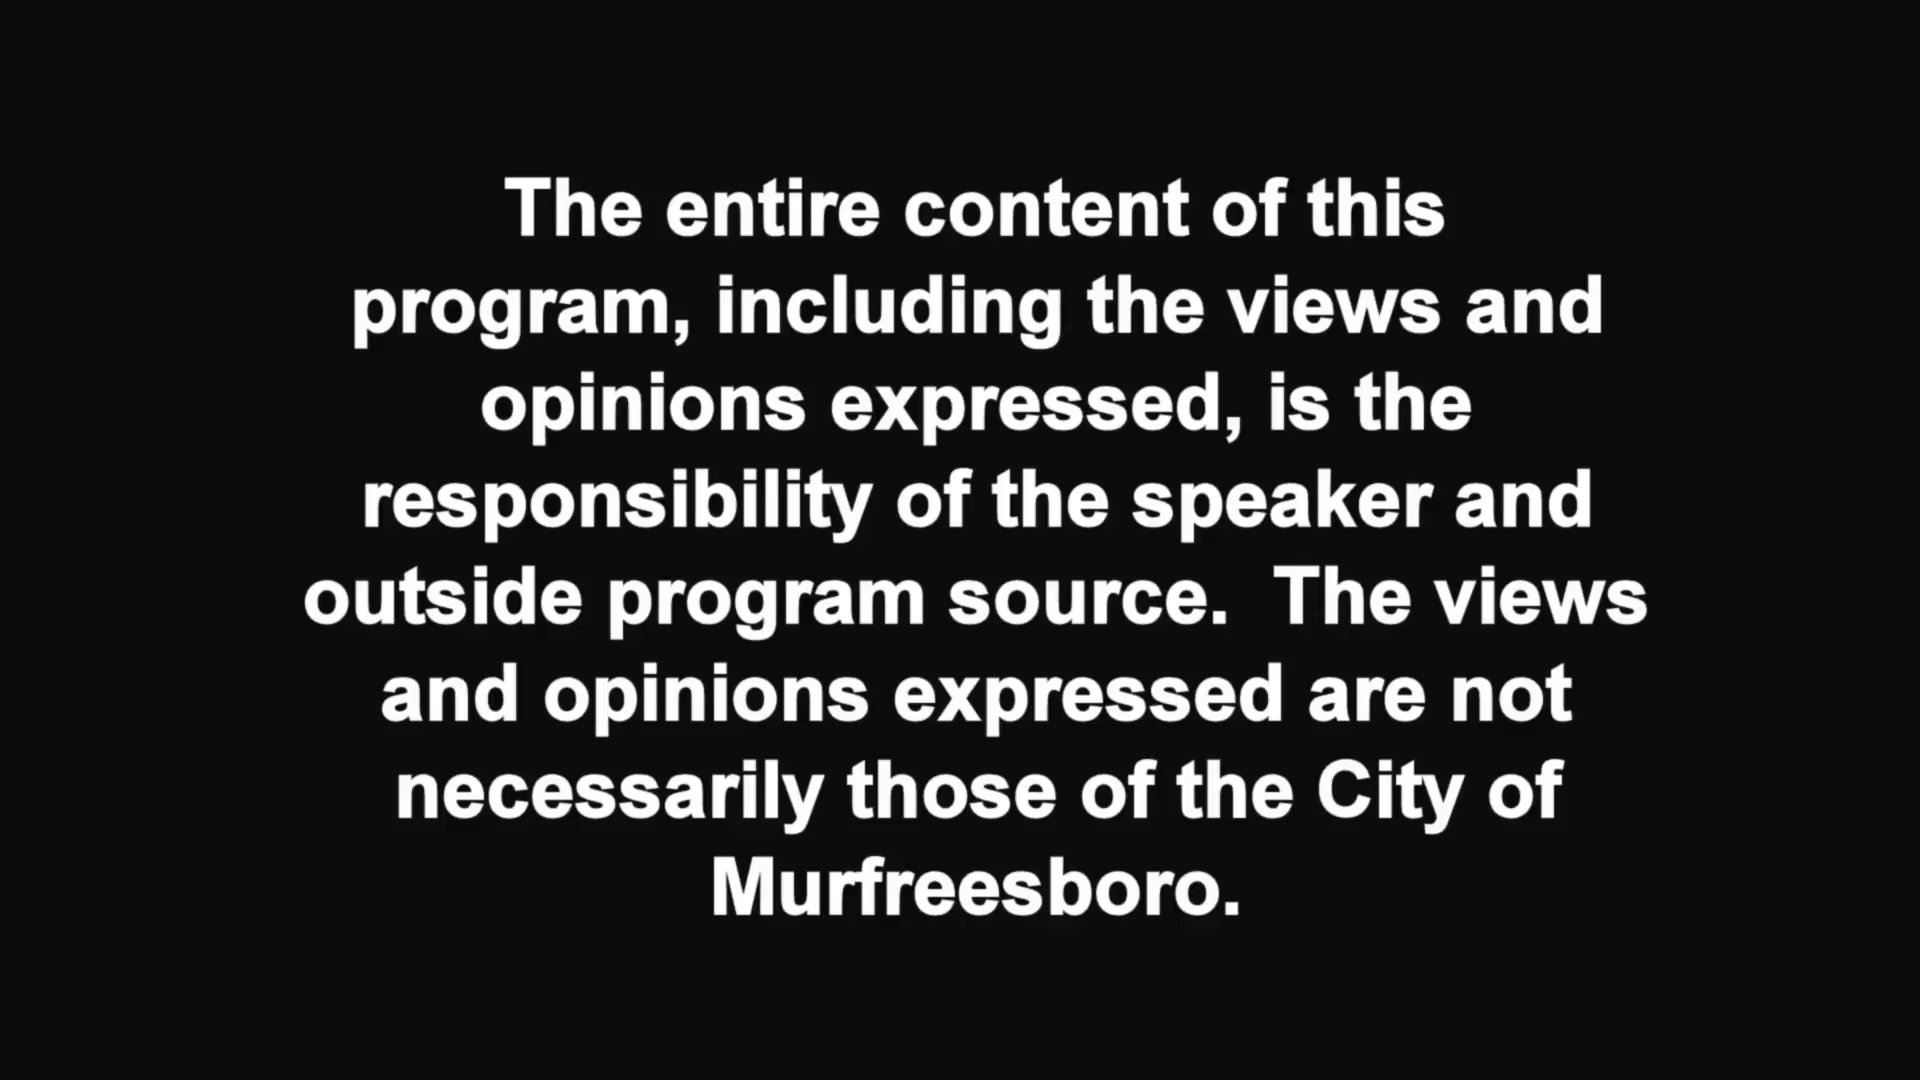 The entire content of this
program, including the views and
opinions expressed, is the
responsibility of the speaker and
outside program source.  The views
and opinions expressed are not
necessarily those of the City of
Murfreesboro.